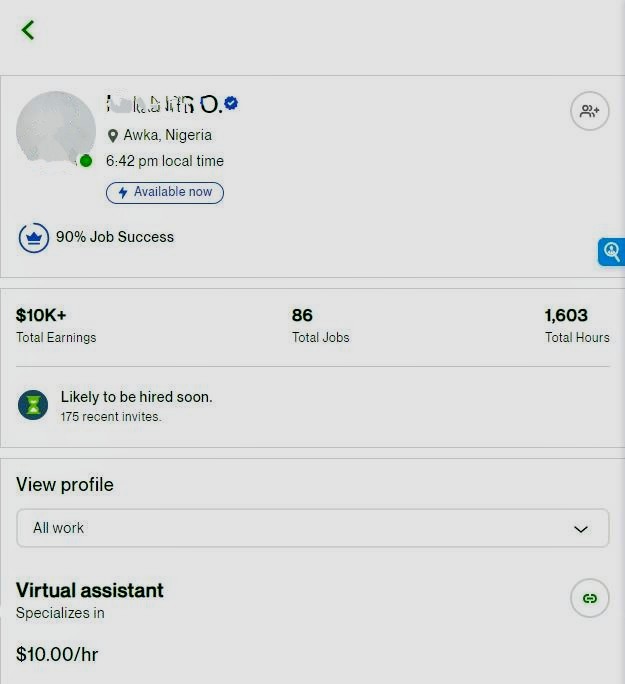 O.
Awka, Nigeria
6:42 pm local time
Available now
90% Job Success
$10K+
86
1,603
Total Earnings
Total Jobs
Total Hours
Likely to be hired soon.
175 recent invites.
View profile
All work
Virtual assistant
Specializes in
$10.00/hr